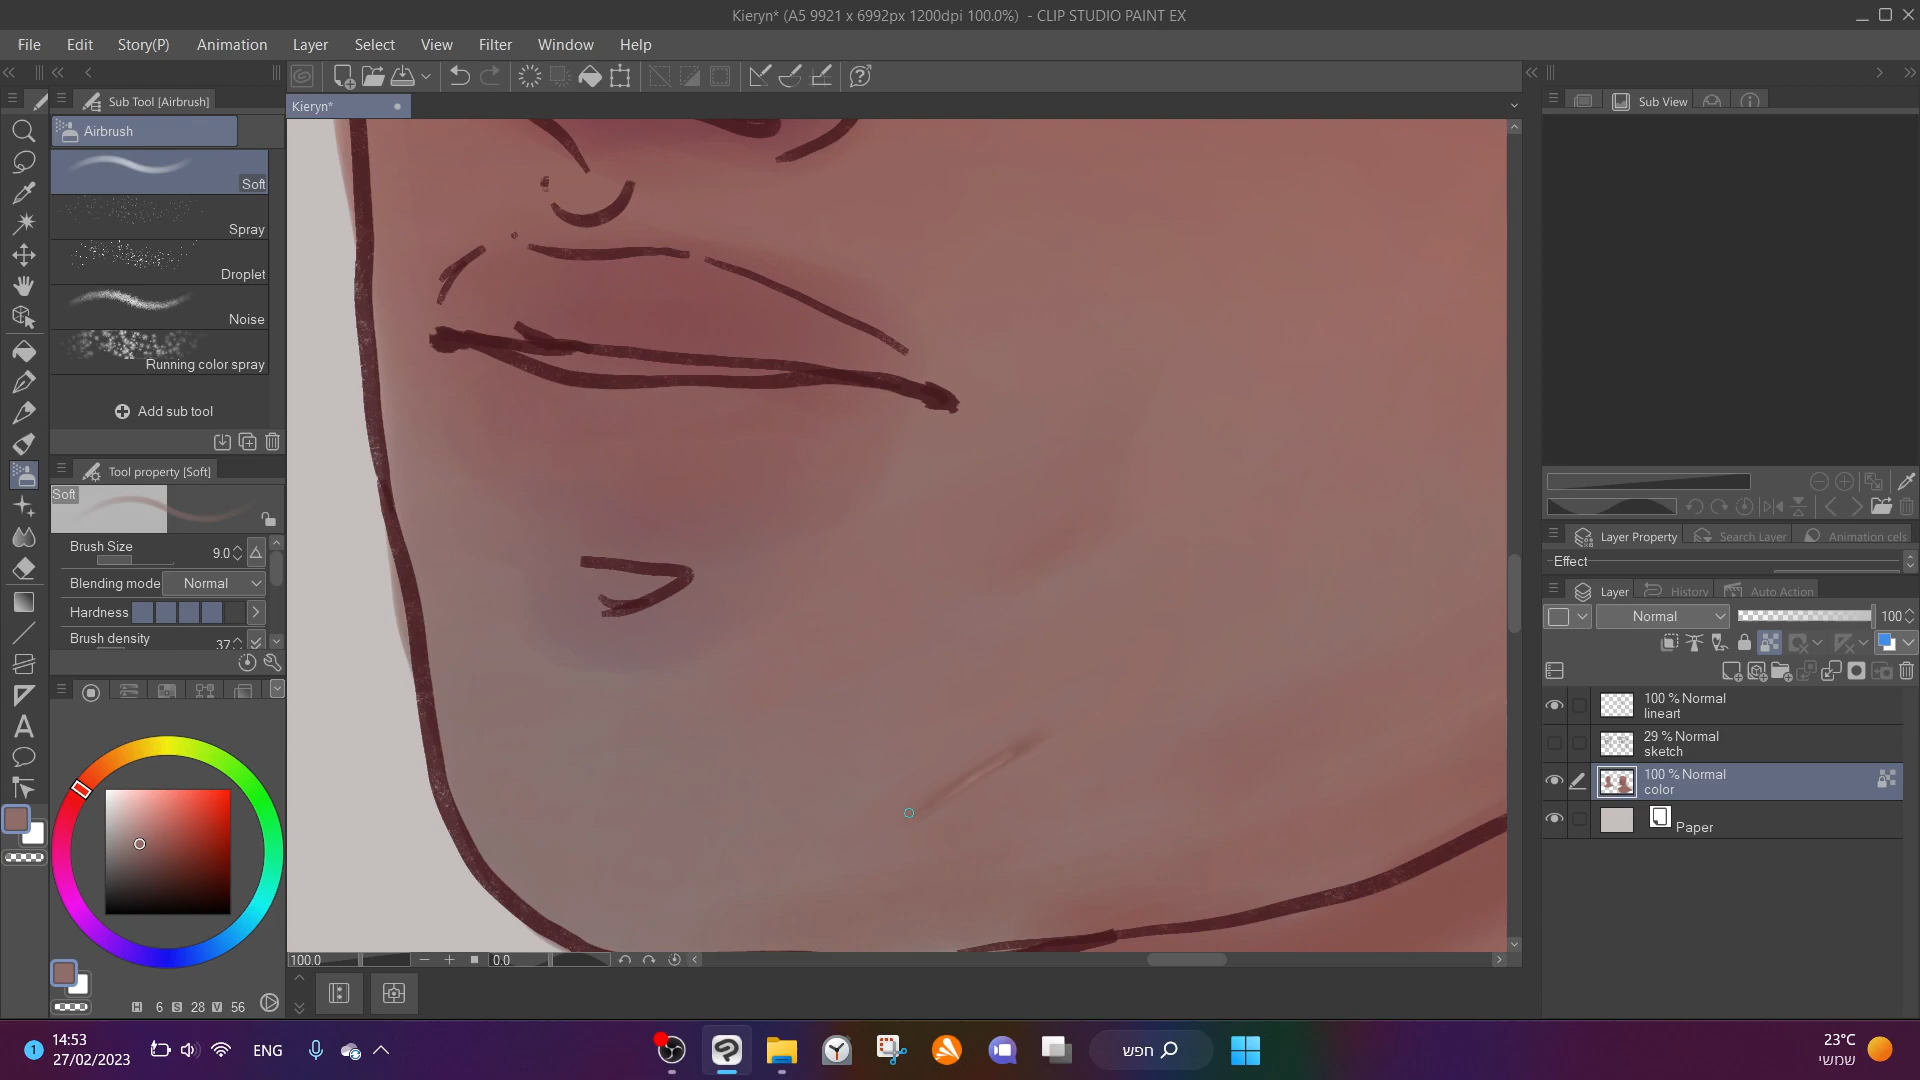 Kieryn* (A5 9921 x 6992px 1200dpi 100.0%) - CLIP STUDIO PAINT EX
File Edit Story(P) Animation Layer Select View Filter Window Help
Sub Tool [Airbrush]
Airbrush
Soft
Spray
Droplet
Noise
Running color spray
Add sub tool
Tool property [Soft]
Soft
Brush Size 9.0
Blending mode Normal
Hardness
Brush density 37
H 6 S 28 V 56
Kieryn*
100.0 0.0
Sub View
Layer Property Search Layer Animation cels
Effect
Layer History Auto Action
Normal 100
100 % Normal
lineart
29 % Normal
sketch
100 % Normal
color
Paper
1 14:53
27/02/2023
ENG
חפש
23°C
שמשי